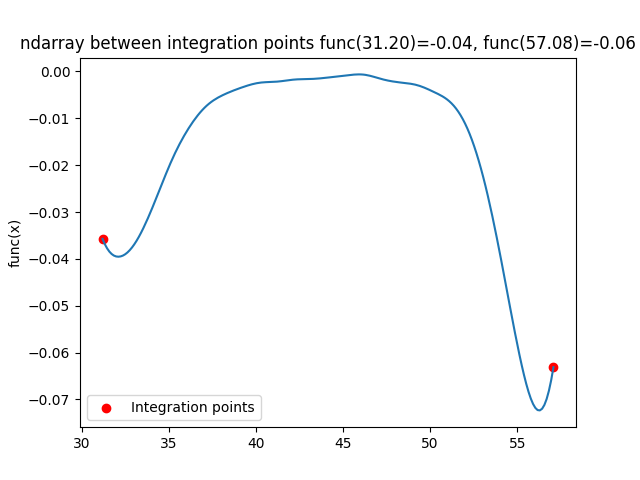 ndarray between integration points func(31.20)=-0.04, func(57.08)=-0.06
0.00
−0.01
−0.02
−0.03
−0.04
−0.05
−0.06
−0.07
func(x)
Integration points
30 35 40 45 50 55